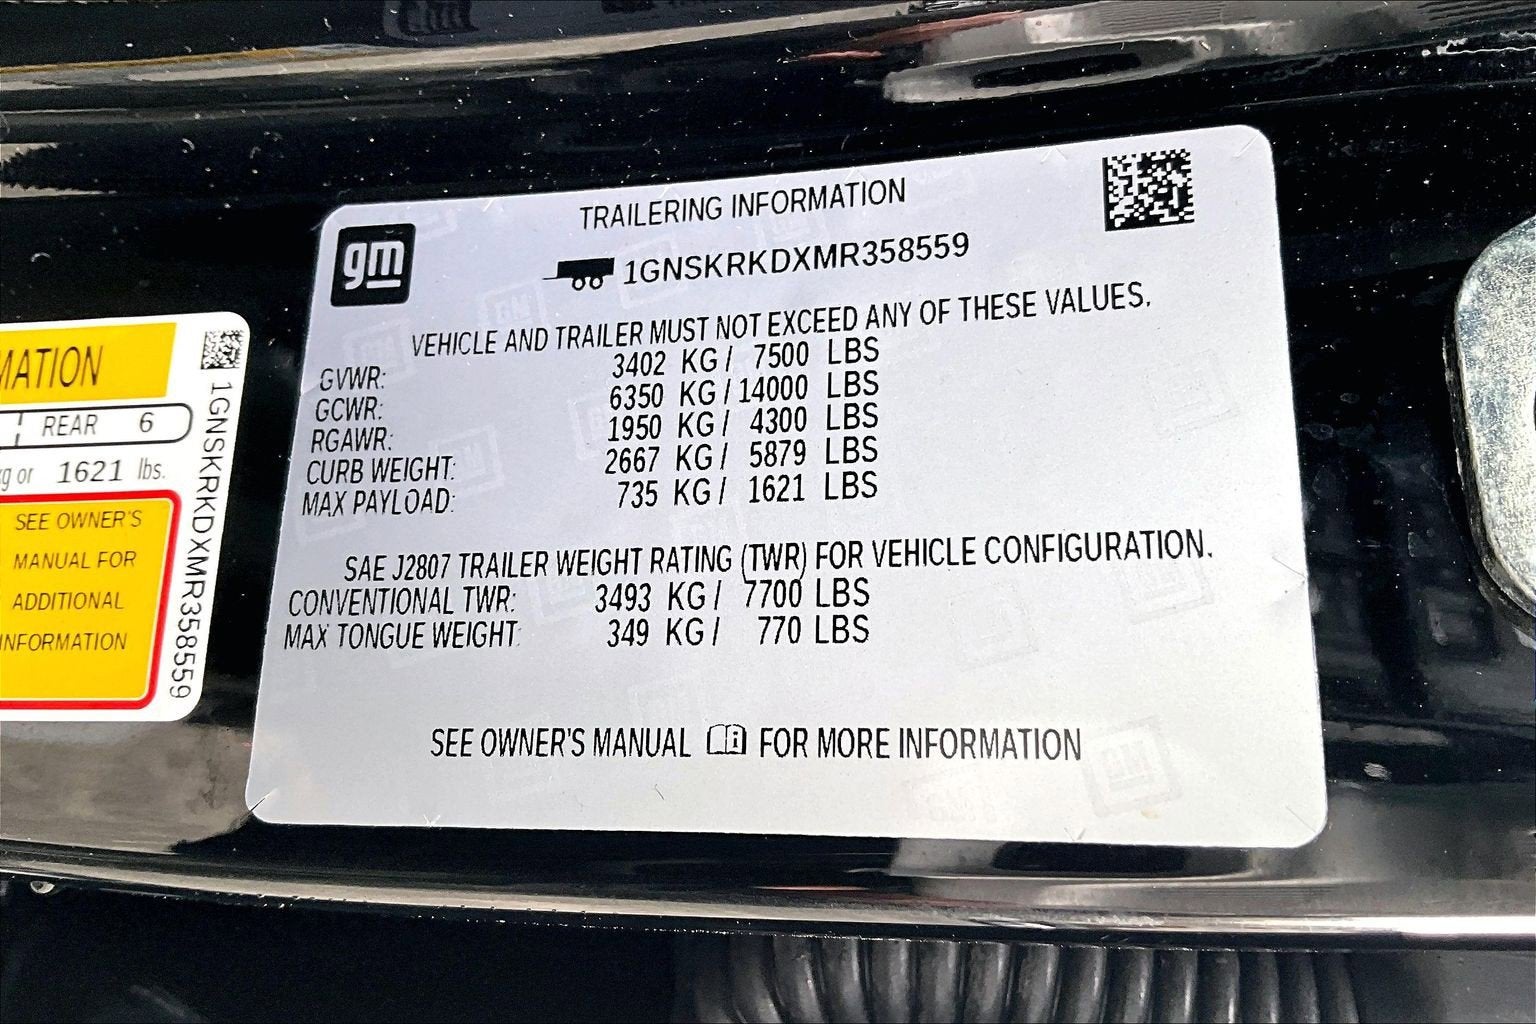 gm
TRAILERING INFORMATION
1GNSKRKDXMR358559
VEHICLE AND TRAILER MUST NOT EXCEED ANY OF THESE VALUES.
GVWR: 3402 KG / 7500 LBS
GCWR: 6350 KG / 14000 LBS
RGAWR: 1950 KG / 4300 LBS
CURB WEIGHT: 2667 KG / 5879 LBS
MAX PAYLOAD: 735 KG / 1621 LBS
SAE J2807 TRAILER WEIGHT RATING (TWR) FOR VEHICLE CONFIGURATION.
CONVENTIONAL TWR: 3493 KG / 7700 LBS
MAX TONGUE WEIGHT: 349 KG / 770 LBS
SEE OWNER'S MANUAL i FOR MORE INFORMATION
MATION
REAR 6
kg or 1621 lbs.
SEE OWNER'S
MANUAL FOR
ADDITIONAL
INFORMATION
1GNSKRKDXMR358559